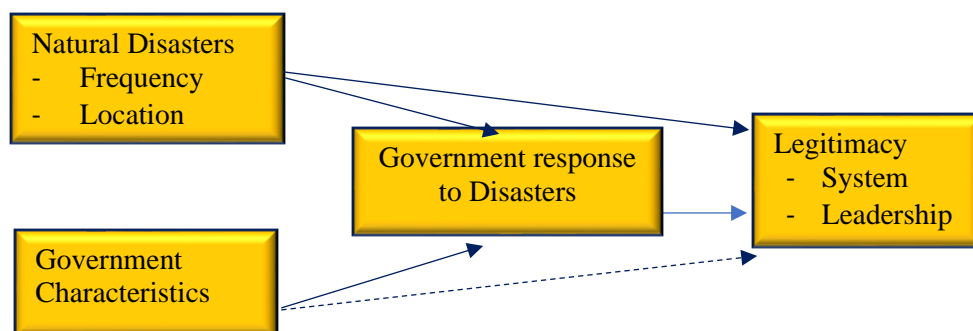 Natural Disasters
- Frequency
- Location
Government response
to Disasters
Legitimacy
- System
- Leadership
Government
Characteristics